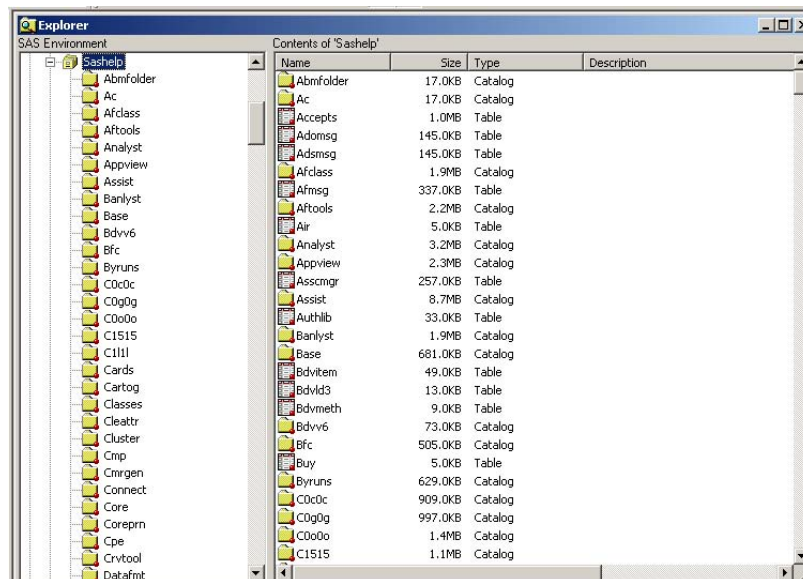 Explorer
SAS Environment
Sashelp
Abmfolder
Ac
Afclass
Aftools
Analyst
Appview
Assist
Banlyst
Base
Bdvv6
Bfc
Byruns
C0c0c
C0g0g
C0o0o
C1515
C1l1l
Cards
Cartog
Classes
Cleattr
Cluster
Cmp
Cmrgen
Connect
Core
Coreprn
Cpe
Crvtool
Datafmt
Contents of 'Sashelp'
Name Size Type Description
Abmfolder 17.0KB Catalog
Ac 17.0KB Catalog
Accepts 1.0MB Table
Adomsg 145.0KB Table
Adsmsg 145.0KB Table
Afclass 1.9MB Catalog
Afmsg 337.0KB Table
Aftools 2.2MB Catalog
Air 5.0KB Table
Analyst 3.2MB Catalog
Appview 2.3MB Catalog
Asscmgr 257.0KB Table
Assist 8.7MB Catalog
Authlib 33.0KB Table
Banlyst 1.9MB Catalog
Base 681.0KB Catalog
Bdvitem 49.0KB Table
Bdvld3 13.0KB Table
Bdvmeth 9.0KB Table
Bdvv6 73.0KB Catalog
Bfc 505.0KB Catalog
Buy 5.0KB Table
Byruns 629.0KB Catalog
C0c0c 909.0KB Catalog
C0g0g 997.0KB Catalog
C0o0o 1.4MB Catalog
C1515 1.1MB Catalog